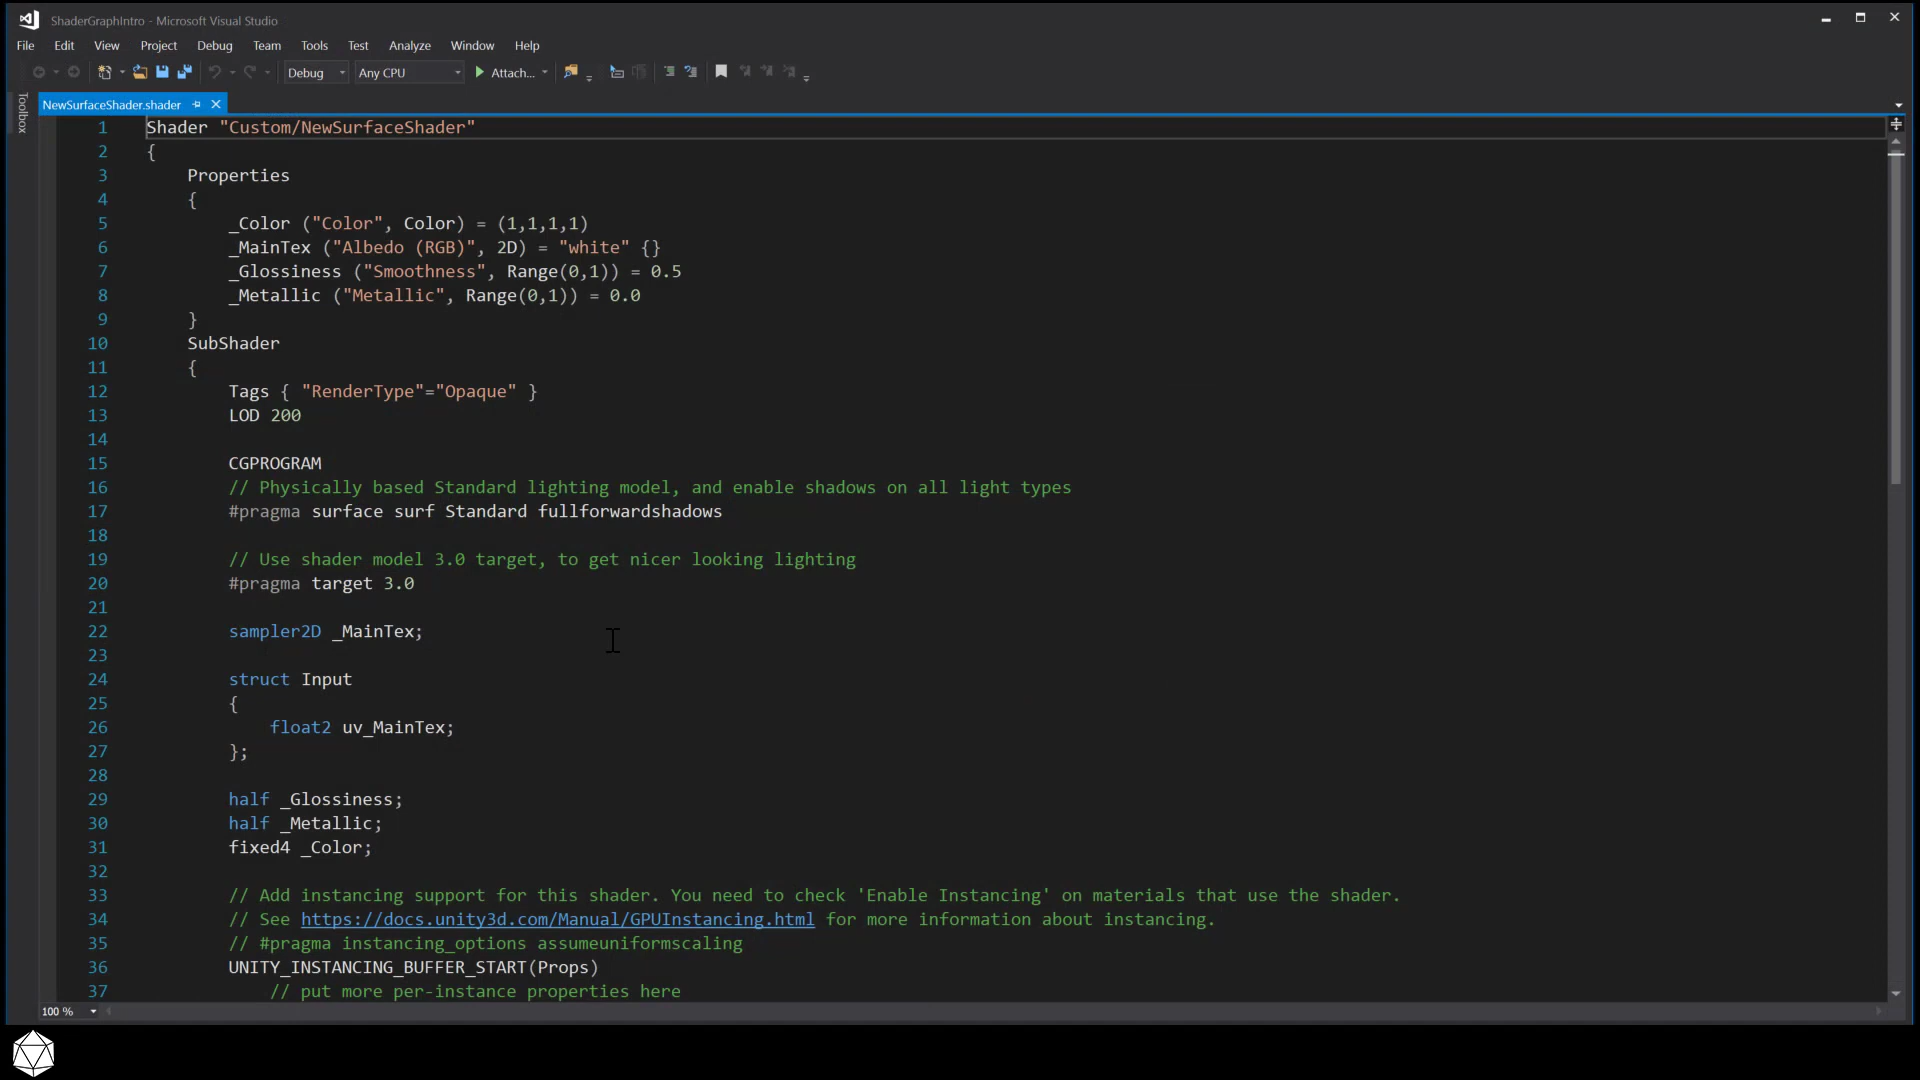 ShaderGraphIntro - Microsoft Visual Studio
File Edit View Project Debug Team Tools Test Analyze Window Help
Debug Any CPU Attach...
Toolbox
NewSurfaceShader.shader
1 Shader "Custom/NewSurfaceShader"
2 {
3 Properties
4 {
5 _Color ("Color", Color) = (1,1,1,1)
6 _MainTex ("Albedo (RGB)", 2D) = "white" {}
7 _Glossiness ("Smoothness", Range(0,1)) = 0.5
8 _Metallic ("Metallic", Range(0,1)) = 0.0
9 }
10 SubShader
11 {
12 Tags { "RenderType"="Opaque" }
13 LOD 200
14
15 CGPROGRAM
16 // Physically based Standard lighting model, and enable shadows on all light types
17 #pragma surface surf Standard fullforwardshadows
18
19 // Use shader model 3.0 target, to get nicer looking lighting
20 #pragma target 3.0
21
22 sampler2D _MainTex;
23
24 struct Input
25 {
26 float2 uv_MainTex;
27 };
28
29 half _Glossiness;
30 half _Metallic;
31 fixed4 _Color;
32
33 // Add instancing support for this shader. You need to check 'Enable Instancing' on materials that use the shader.
34 // See https://docs.unity3d.com/Manual/GPUInstancing.html for more information about instancing.
35 // #pragma instancing_options assumeuniformscaling
36 UNITY_INSTANCING_BUFFER_START(Props)
37 // put more per-instance properties here
100 %